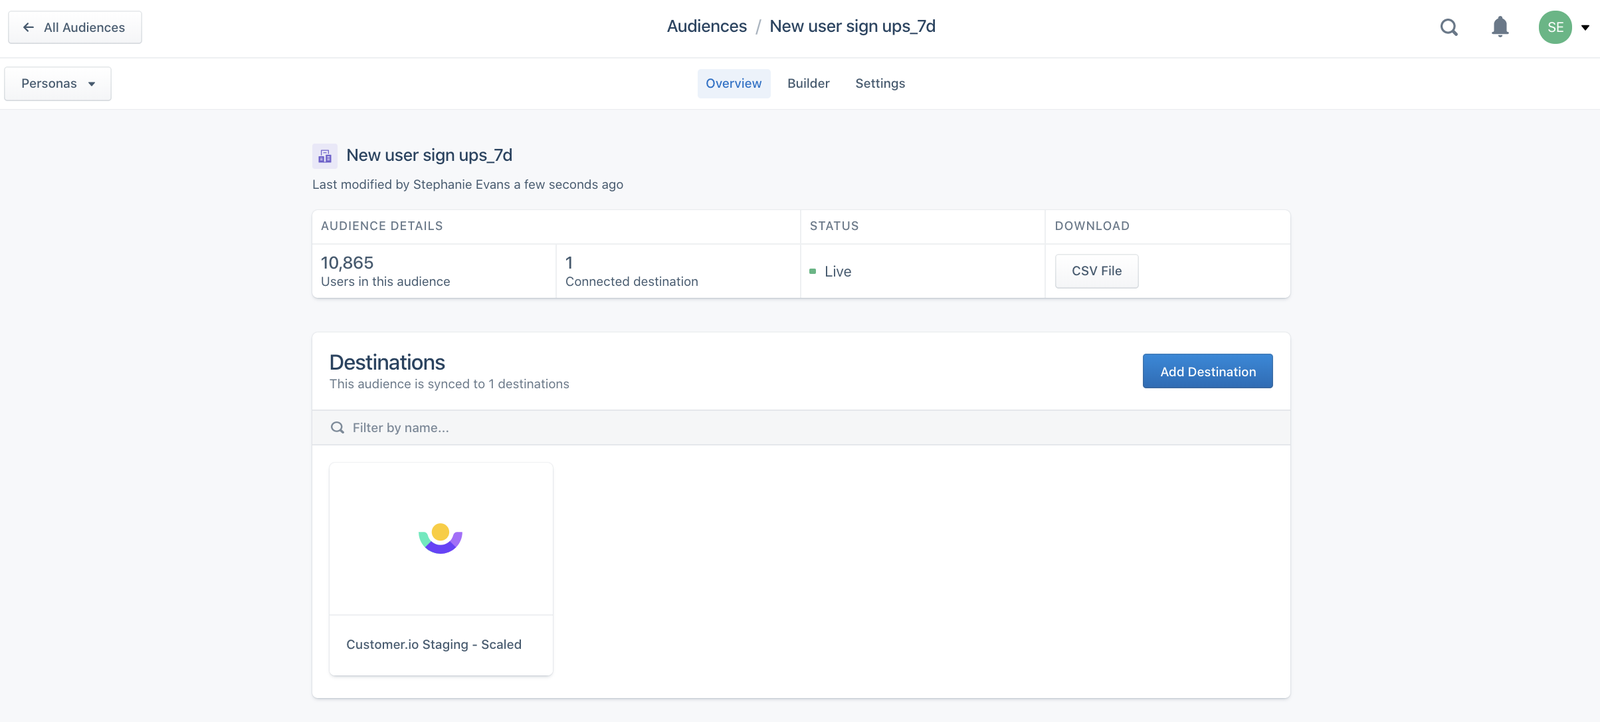 All Audiences
Audiences / New user sign ups_7d
SE
Personas
Overview Builder Settings
New user sign ups_7d
Last modified by Stephanie Evans a few seconds ago
AUDIENCE DETAILS STATUS DOWNLOAD
10,865 1 Live CSV File
Users in this audience Connected destination
Destinations
This audience is synced to 1 destinations
Add Destination
Filter by name...
Customer.io Staging - Scaled